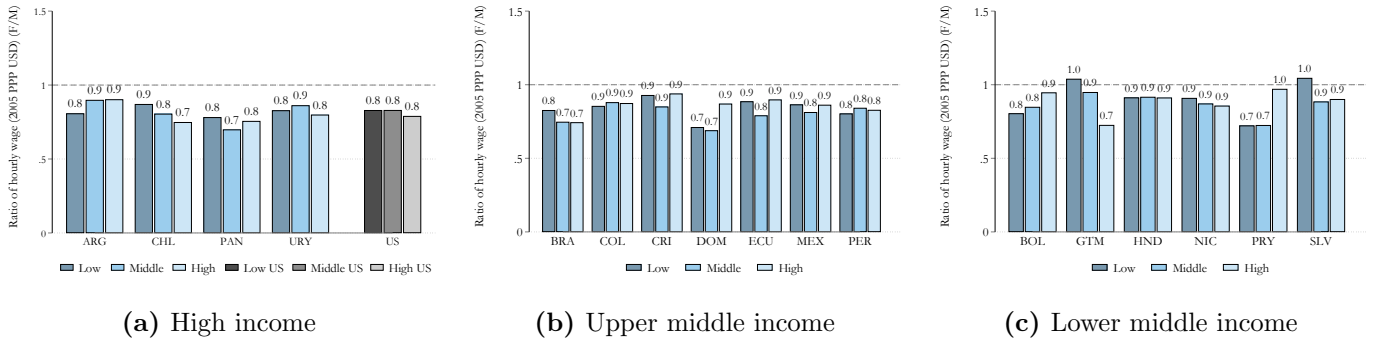 Ratio of hourly wage (2005 PPP USD) (F/M)
1.5
1
.5
0
0.8 0.9 0.9 0.8 0.8 0.7 0.8 0.7 0.8 0.8 0.9 0.8 0.8 0.8 0.8
ARG CHL PAN URY US
Low Middle High Low US Middle US High US
(a) High income
Ratio of hourly wage (2005 PPP USD) (F/M)
1.5
1
.5
0
0.8 0.7 0.7 0.9 0.9 0.9 0.9 0.9 0.9 0.7 0.7 0.9 0.9 0.8 0.9 0.9 0.8 0.9 0.8 0.8 0.8
BRA COL CRI DOM ECU MEX PER
Low Middle High
(b) Upper middle income
Ratio of hourly wage (2005 PPP USD) (F/M)
1.5
1
.5
0
0.8 0.8 0.9 1.0 0.9 0.7 0.9 0.9 0.9 0.9 0.9 0.9 0.7 0.7 1.0 1.0 0.9 0.9
BOL GTM HND NIC PRY SLV
Low Middle High
(c) Lower middle income